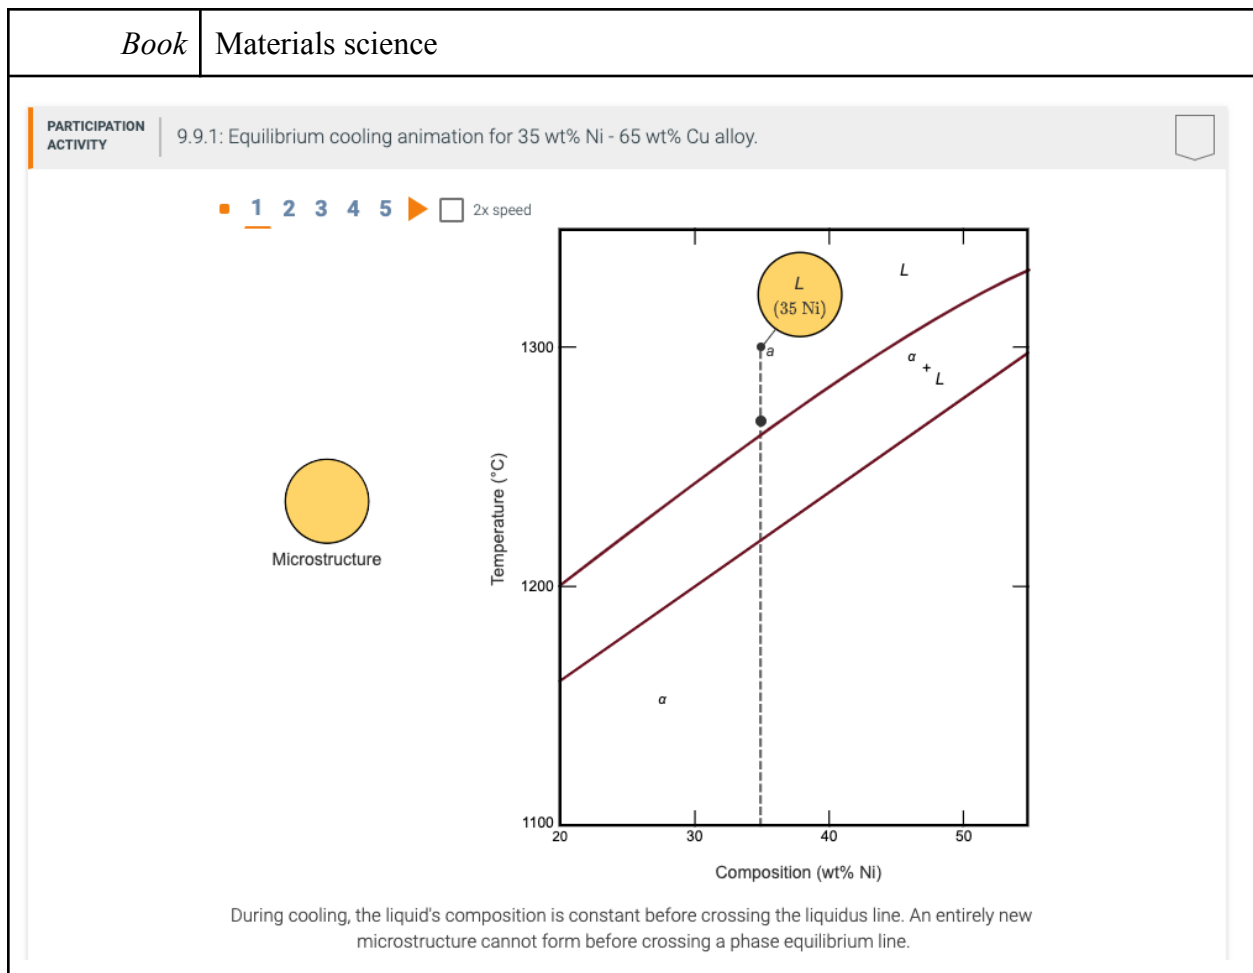 Book Materials science
PARTICIPATION
ACTIVITY
9.9.1: Equilibrium cooling animation for 35 wt% Ni - 65 wt% Cu alloy.
1 2 3 4 5 2x speed
L
L
(35 Ni)
1300
a
α
+
L
Temperature (°C)
Microstructure
1200
α
1100
20 30 40 50
Composition (wt% Ni)
During cooling, the liquid's composition is constant before crossing the liquidus line. An entirely new
microstructure cannot form before crossing a phase equilibrium line.